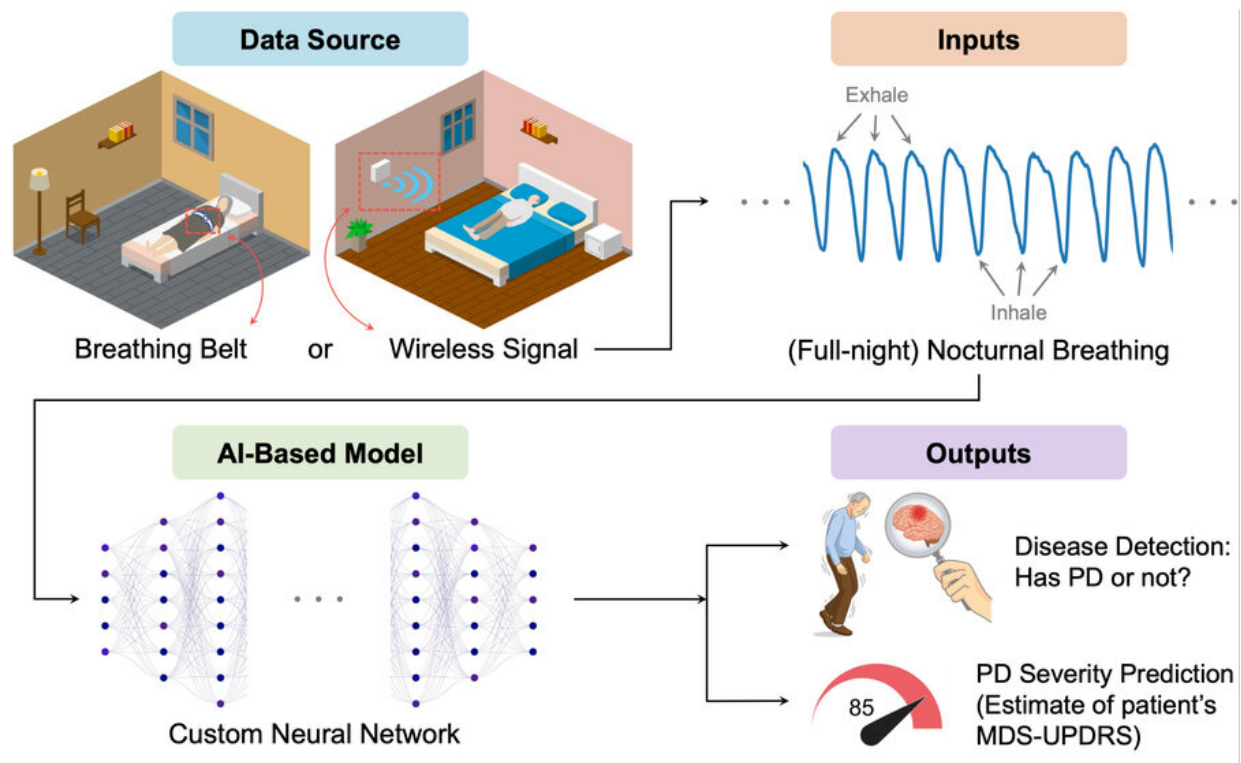 Data Source
Inputs
Exhale
Inhale
Breathing Belt or Wireless Signal
(Full-night) Nocturnal Breathing
AI-Based Model
Outputs
Disease Detection:
Has PD or not?
85
PD Severity Prediction
(Estimate of patient's
MDS-UPDRS)
Custom Neural Network